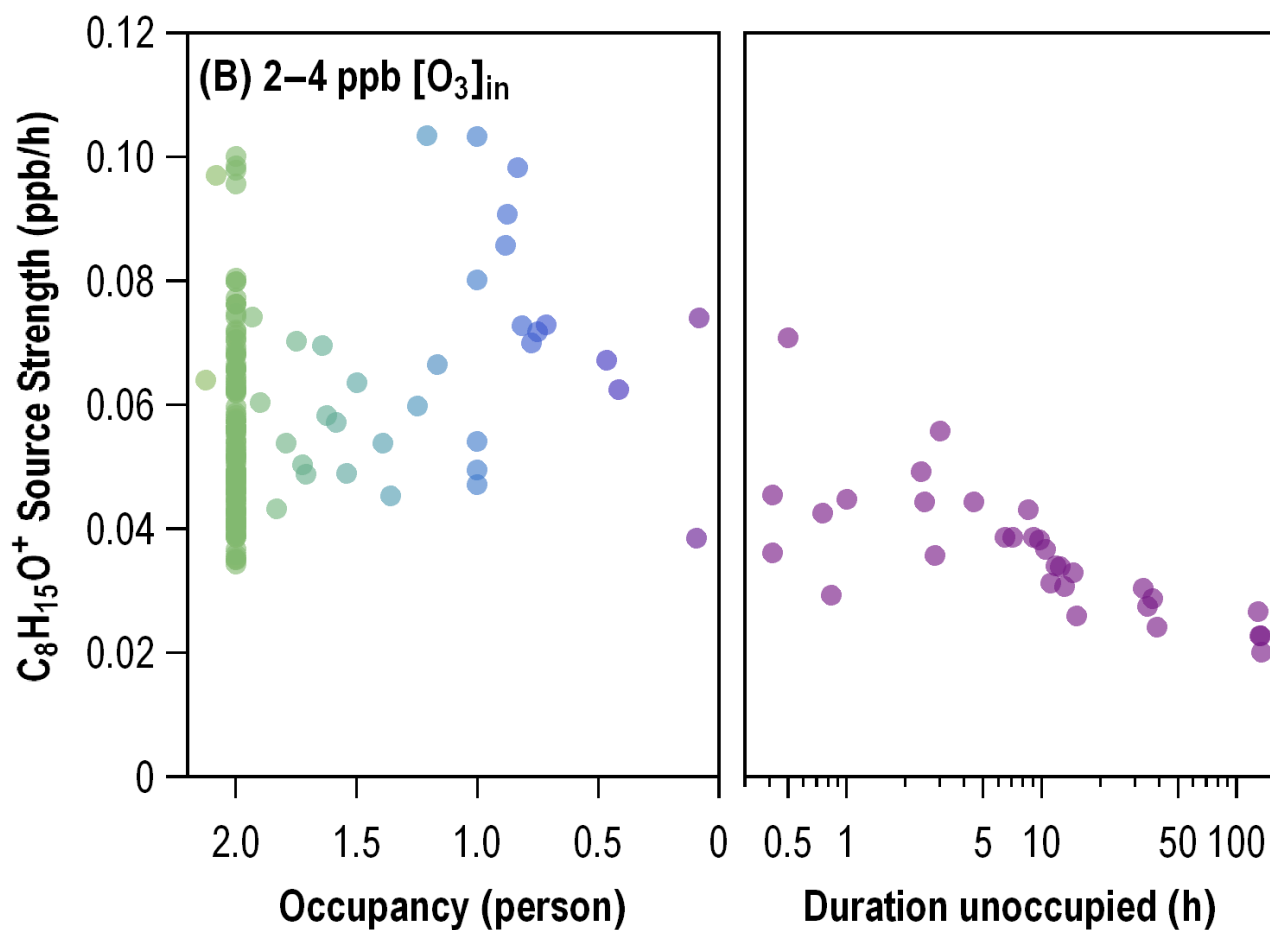 (B) 2–4 ppb [O₃]ᵢₙ
C₈H₁₅O⁺ Source Strength (ppb/h)
0.12
0.10
0.08
0.06
0.04
0.02
0
2.0 1.5 1.0 0.5 0
0.5 1 5 10 50 100
Occupancy (person)
Duration unoccupied (h)